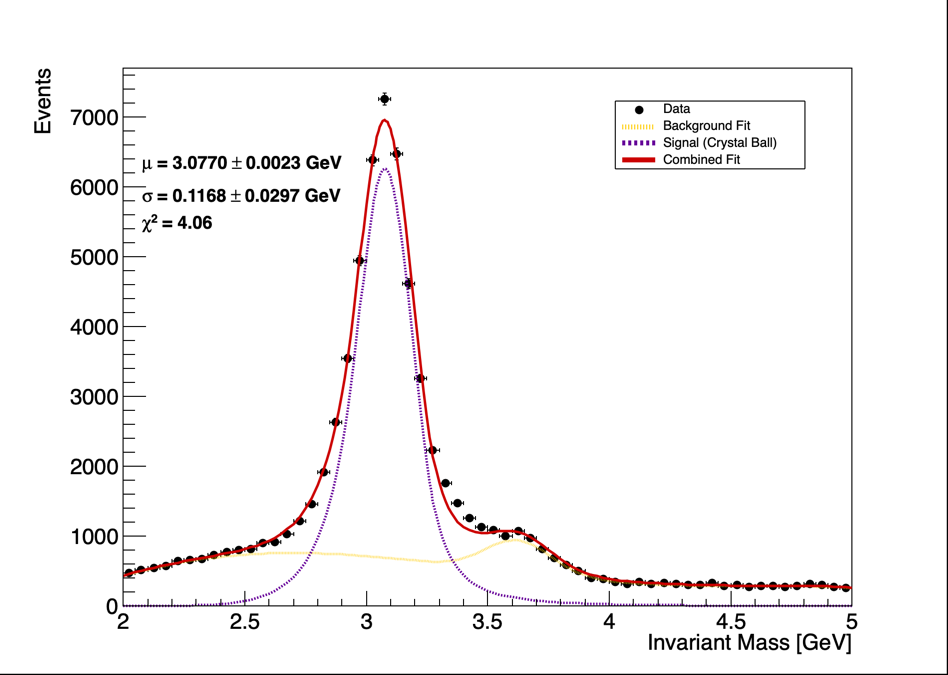 Events
7000
6000
5000
4000
3000
2000
1000
0
μ = 3.0770 ± 0.0023 GeV
σ = 0.1168 ± 0.0297 GeV
χ² = 4.06
Data
Background Fit
Signal (Crystal Ball)
Combined Fit
2 2.5 3 3.5 4 4.5 5
Invariant Mass [GeV]